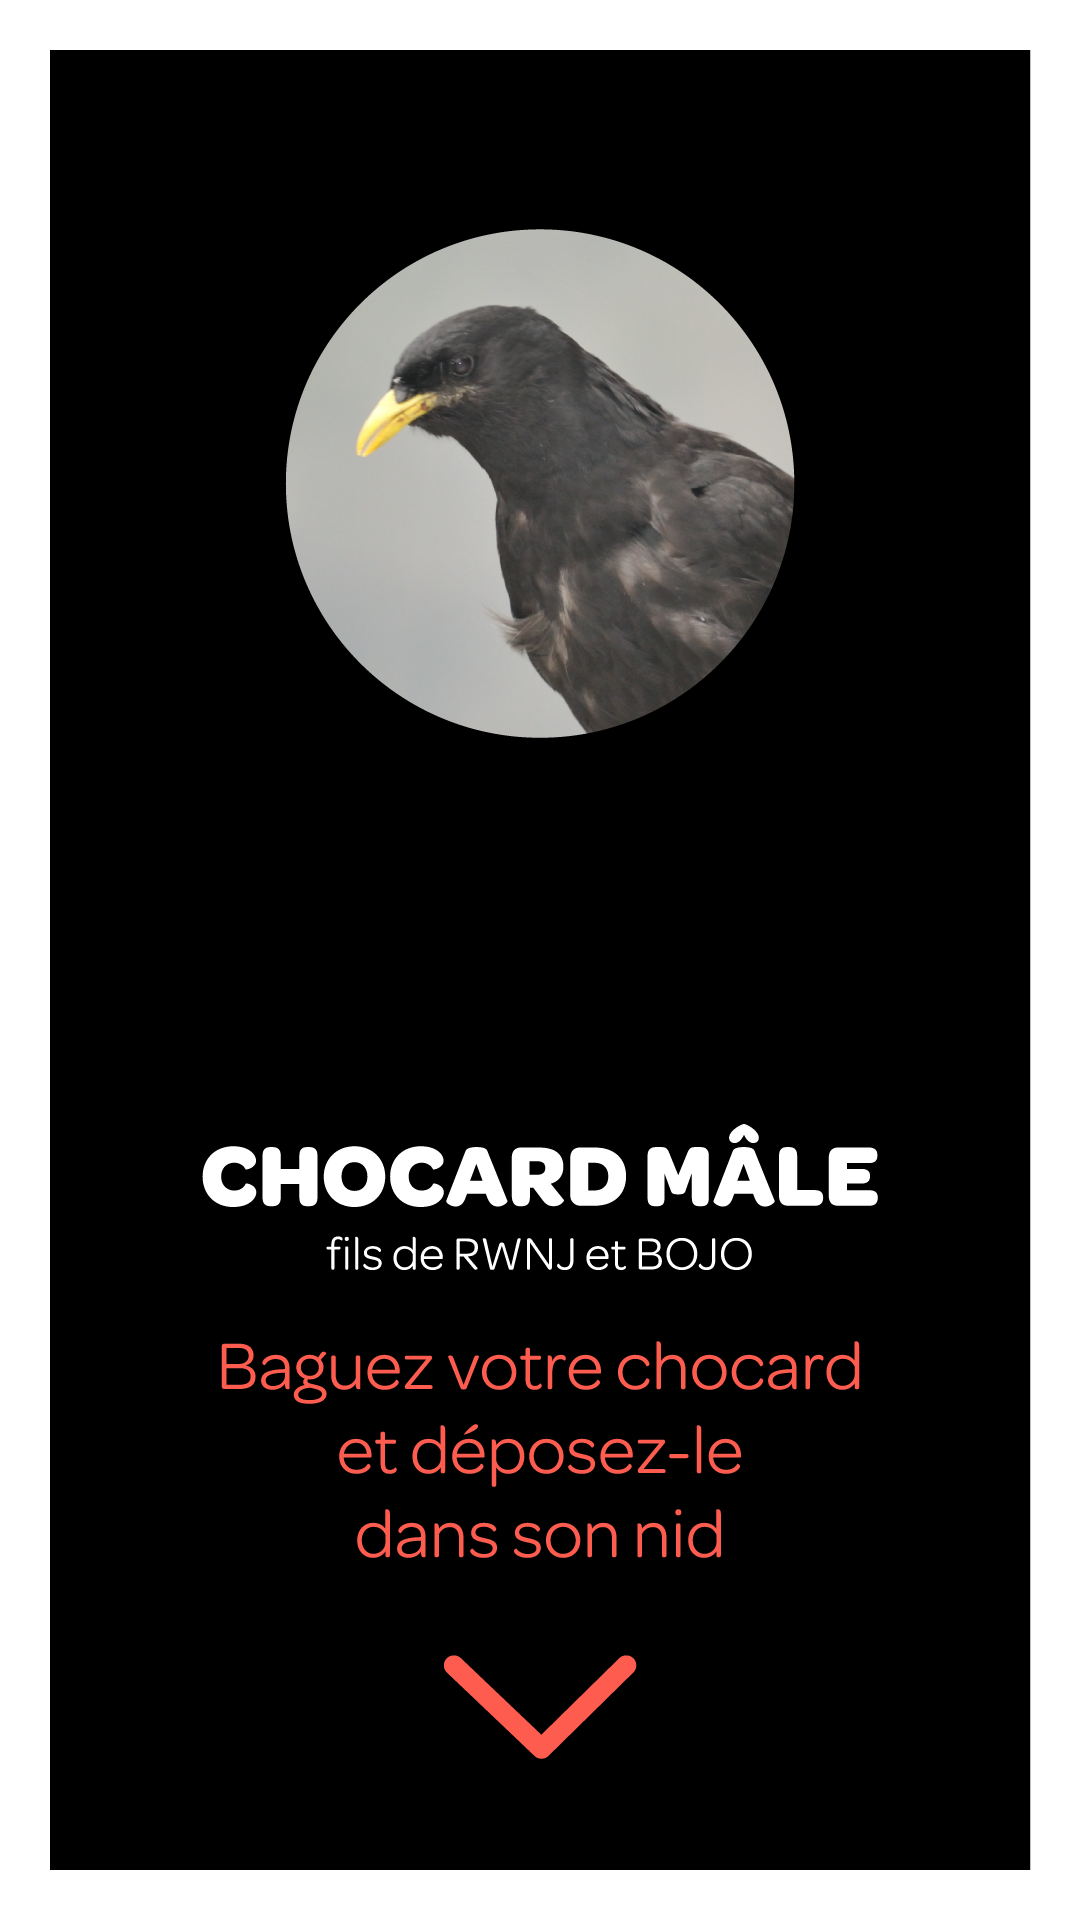 CHOCARD MÂLE
fils de RWNJ et BOJO
Baguez votre chocard
et déposez-le
dans son nid